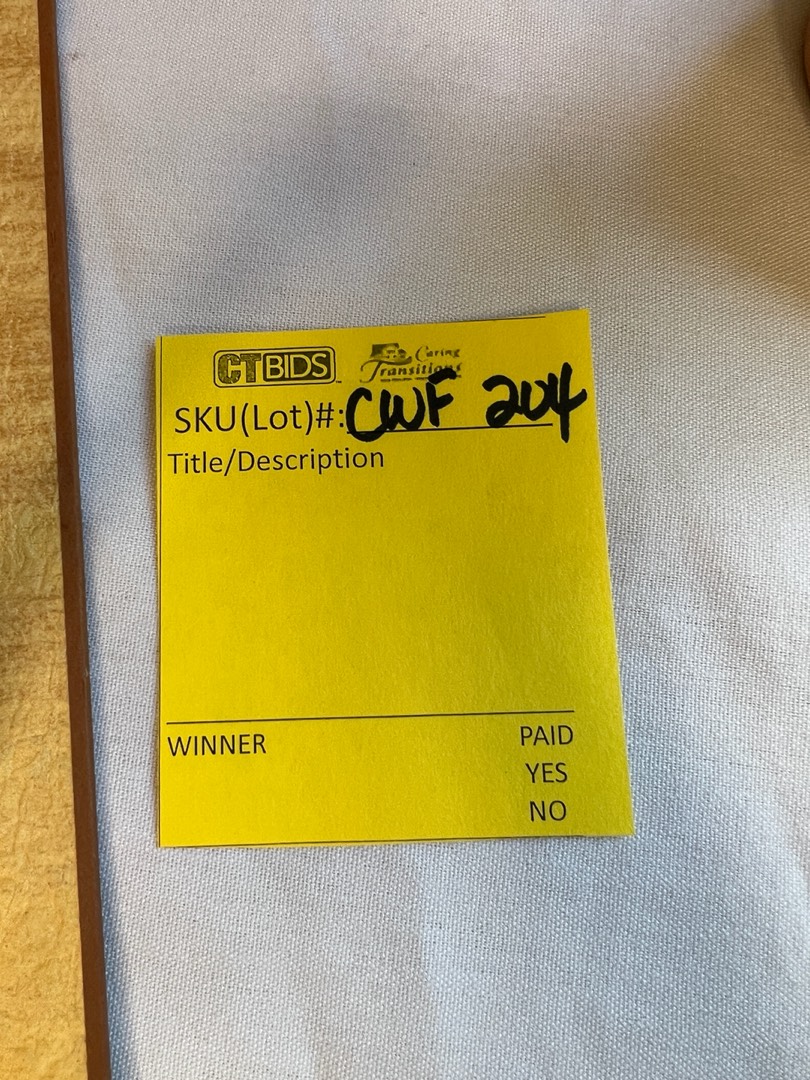 CTBIDS Caring
Transitions
SKU(Lot)#: CWF 204
Title/Description
WINNER PAID
YES
NO